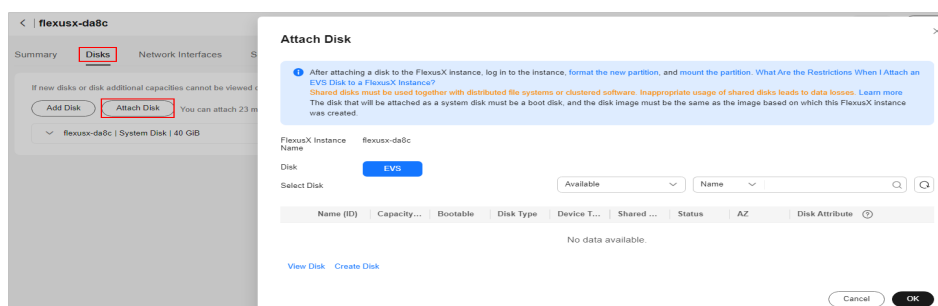 < | flexusx-da8c
Summary Disks Network Interfaces S
If new disks or disk additional capacities cannot be viewed
Add Disk Attach Disk You can attach 23 m
flexusx-da8c | System Disk | 40 GiB
Attach Disk
After attaching a disk to the FlexusX instance, log in to the instance, format the new partition, and mount the partition. What Are the Restrictions When I Attach an
EVS Disk to a FlexusX Instance?
Shared disks must be used together with distributed file systems or clustered software. Inappropriate usage of shared disks leads to data losses. Learn more
The disk that will be attached as a system disk must be a boot disk, and the disk image must be the same as the image based on which this FlexusX instance
was created.
FlexusX Instance flexusx-da8c
Name
Disk EVS
Select Disk Available Name
Name (ID) Capacity... Bootable Disk Type Device T... Shared ... Status AZ Disk Attribute ?
No data available.
View Disk Create Disk
Cancel OK